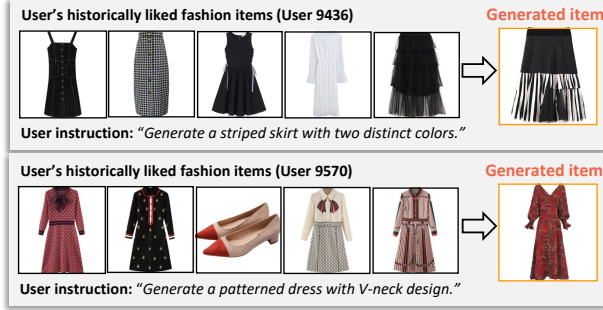 User's historically liked fashion items (User 9436)
Generated item
User instruction: “Generate a striped skirt with two distinct colors.”
User's historically liked fashion items (User 9570)
Generated item
User instruction: “Generate a patterned dress with V-neck design.”